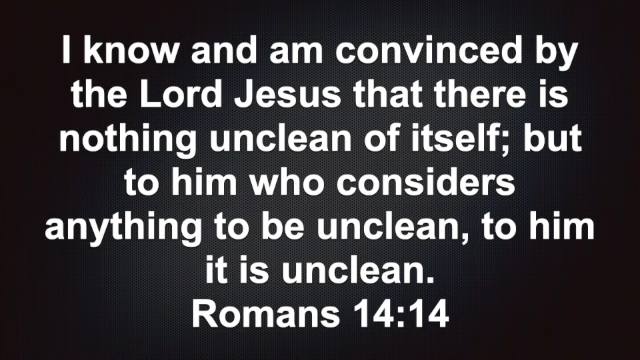 I know and am convinced by
the Lord Jesus that there is
nothing unclean of itself; but
to him who considers
anything to be unclean, to him
it is unclean.
Romans 14:14